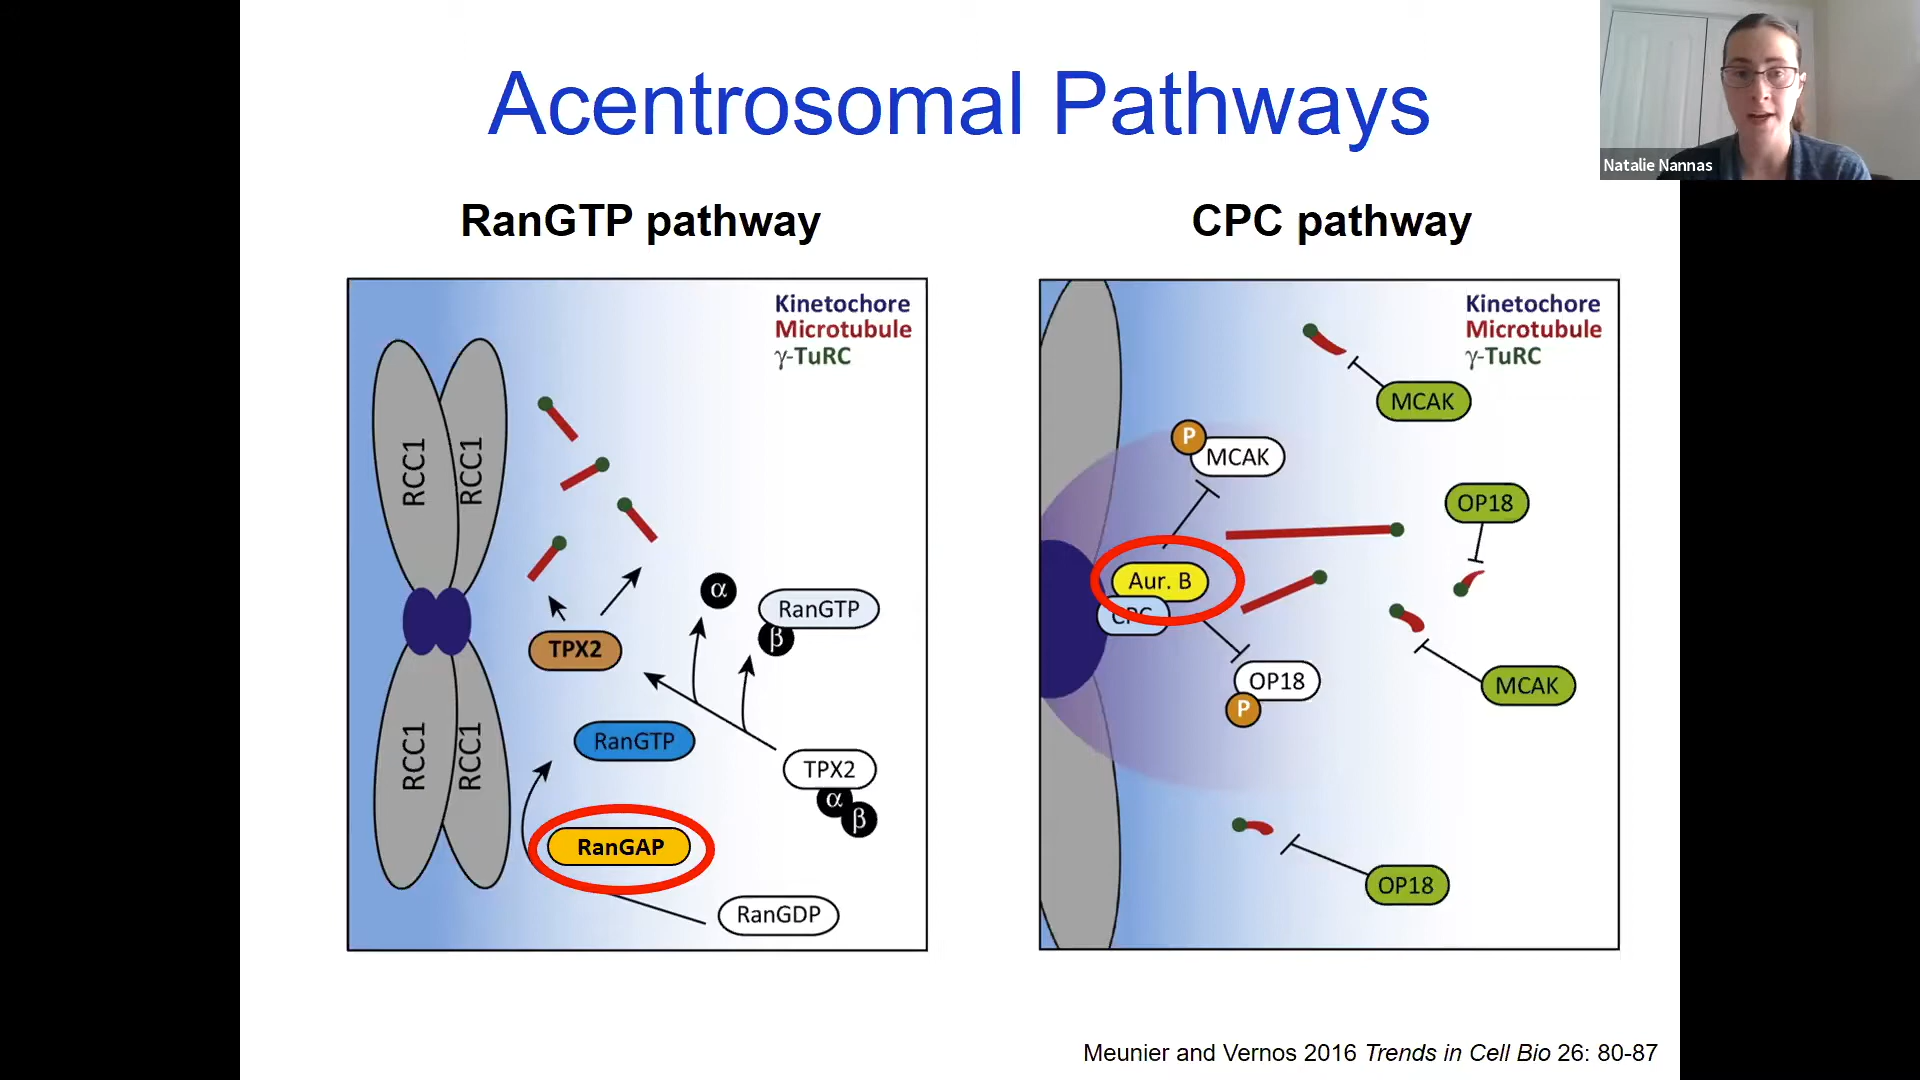 Acentrosomal Pathways
Natalie Nannas
RanGTP pathway
Kinetochore
Microtubule
γ-TuRC
RCC1
RCC1
α
RanGTP
β
TPX2
RCC1
RCC1
RanGTP
TPX2
α
β
RanGAP
RanGDP
CPC pathway
Kinetochore
Microtubule
γ-TuRC
MCAK
P
MCAK
OP18
Aur. B
CPC
OP18
P
MCAK
OP18
Meunier and Vernos 2016 Trends in Cell Bio 26: 80-87